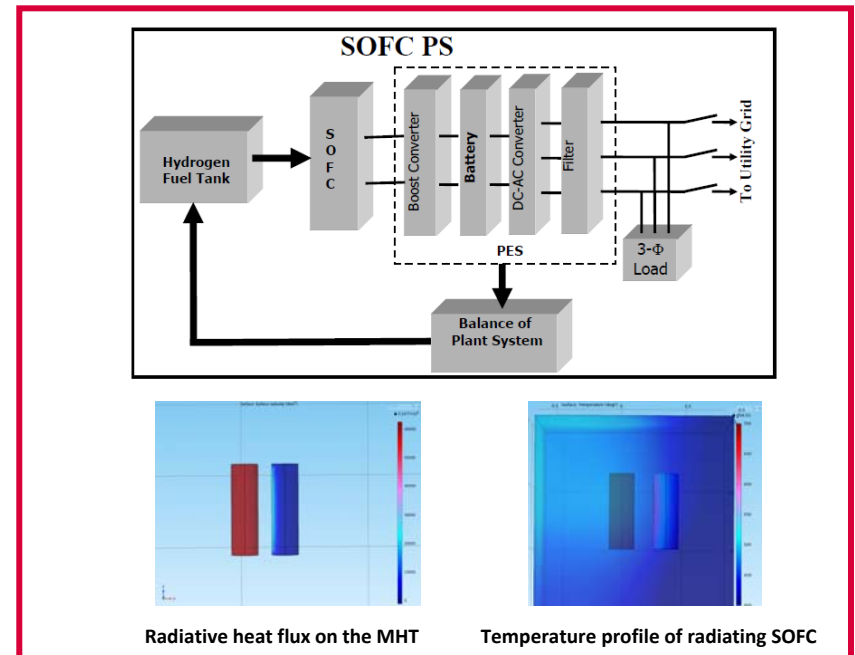 SOFC PS
Hydrogen
Fuel Tank
S
O
F
C
Boost Converter
Battery
DC-AC Converter
Filter
To Utility Grid
3-Φ
Load
PES
Balance of
Plant System
Radiative heat flux on the MHT
Temperature profile of radiating SOFC